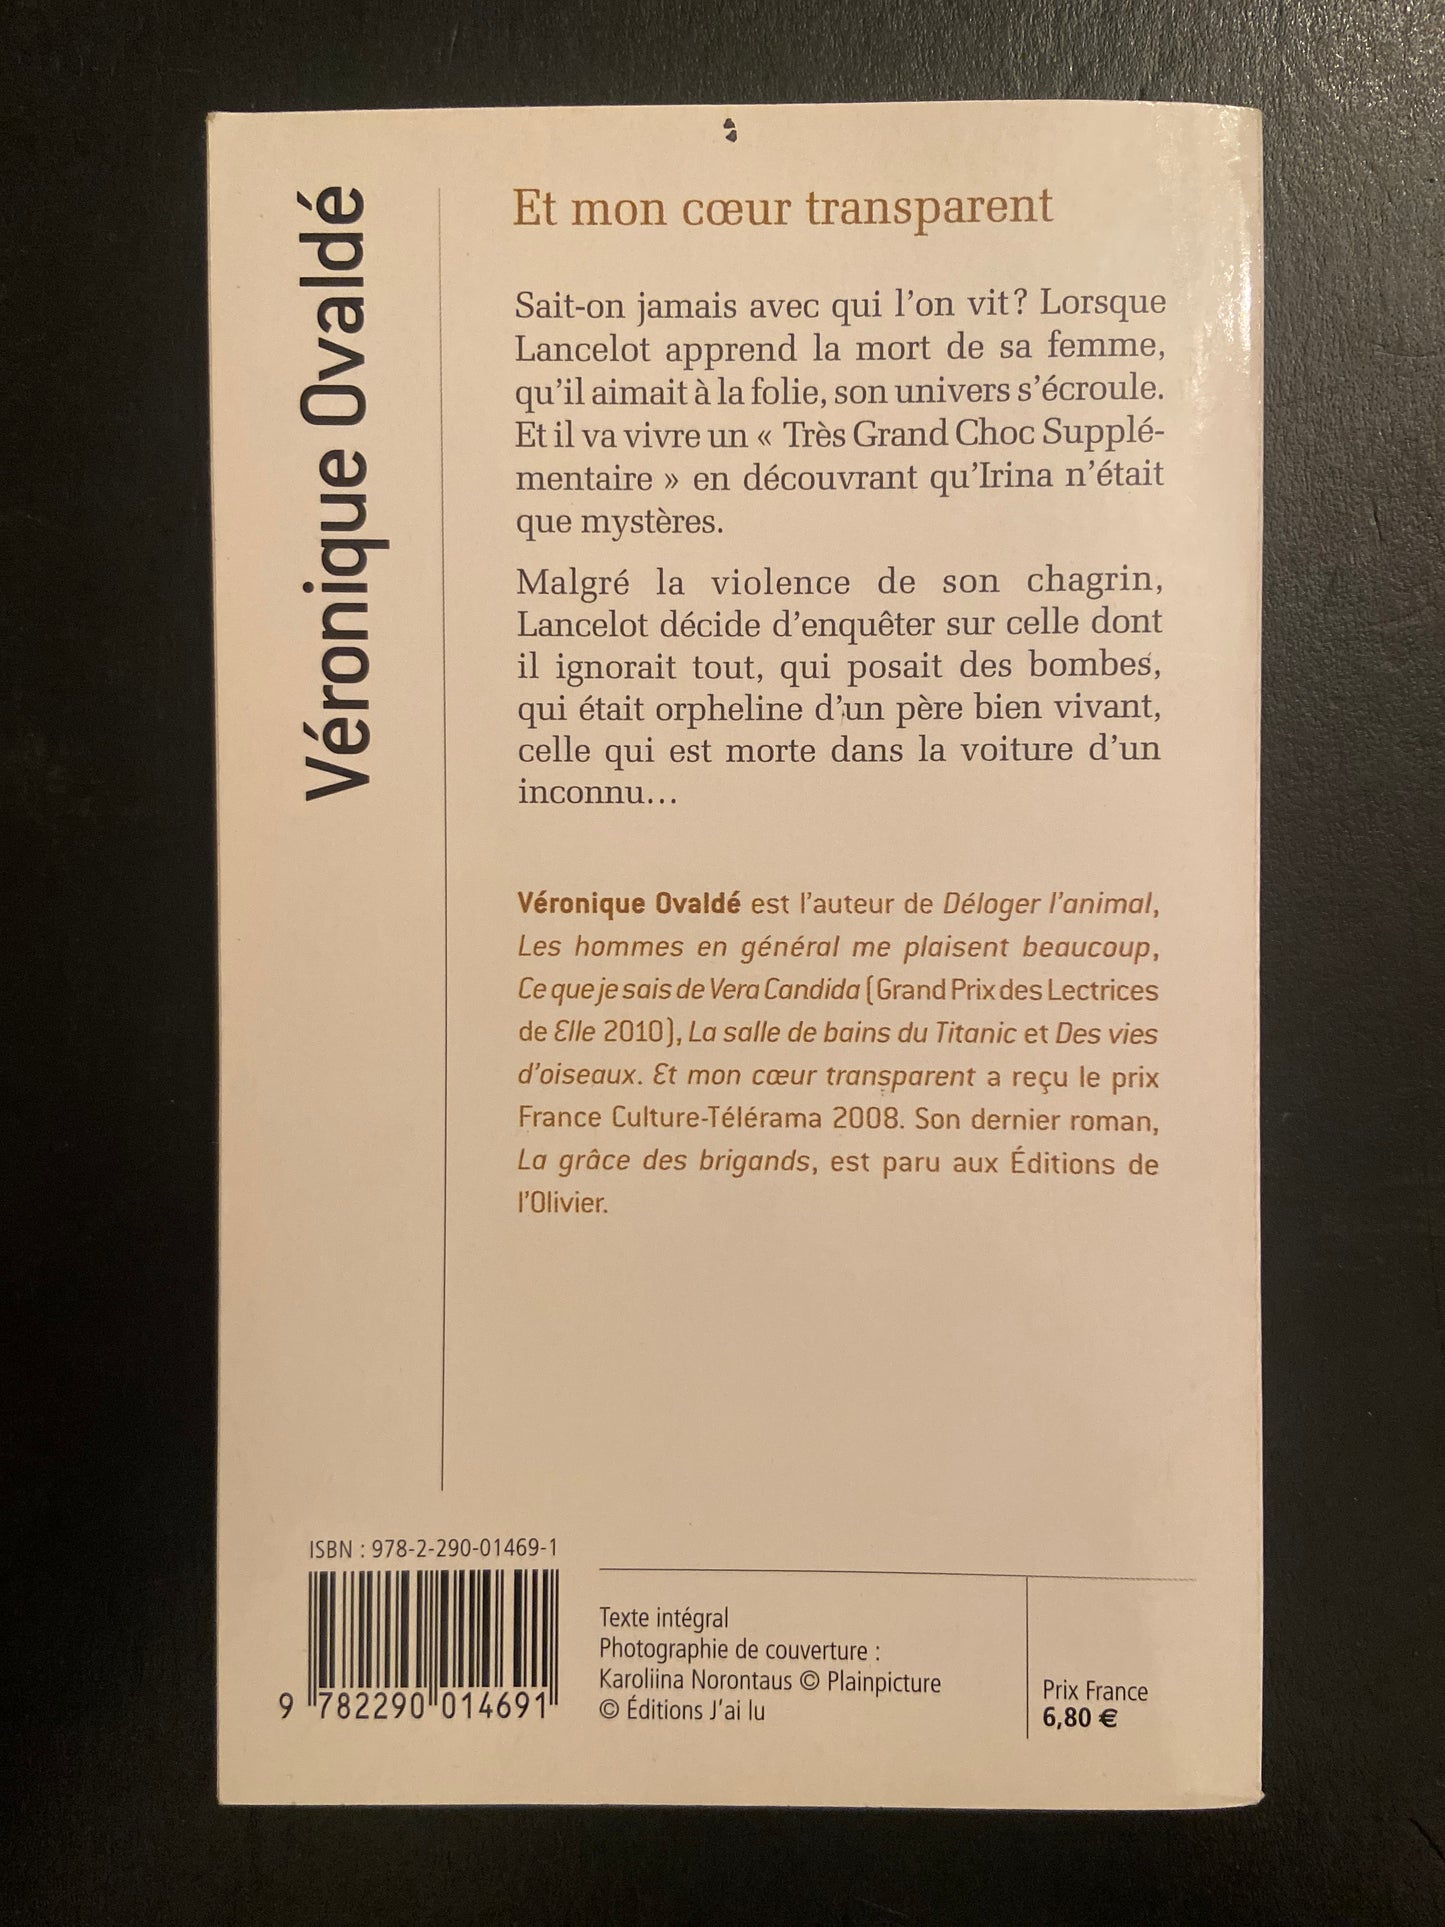 Véronique Ovaldé
Et mon cœur transparent
Sait-on jamais avec qui l’on vit? Lorsque
Lancelot apprend la mort de sa femme,
qu’il aimait à la folie, son univers s’écroule.
Et il va vivre un « Très Grand Choc Supplé-
mentaire » en découvrant qu’Irina n’était
que mystères.
Malgré la violence de son chagrin,
Lancelot décide d’enquêter sur celle dont
il ignorait tout, qui posait des bombes,
qui était orpheline d’un père bien vivant,
celle qui est morte dans la voiture d’un
inconnu…
Véronique Ovaldé est l’auteur de Déloger l’animal,
Les hommes en général me plaisent beaucoup,
Ce que je sais de Vera Candida (Grand Prix des Lectrices
de Elle 2010), La salle de bains du Titanic et Des vies
d’oiseaux. Et mon cœur transparent a reçu le prix
France Culture-Télérama 2008. Son dernier roman,
La grâce des brigands, est paru aux Éditions de
l’Olivier.
ISBN : 978-2-290-01469-1
9 782290 014691
Texte intégral
Photographie de couverture :
Karoliina Norontaus © Plainpicture
© Éditions J’ai lu
Prix France
6,80 €